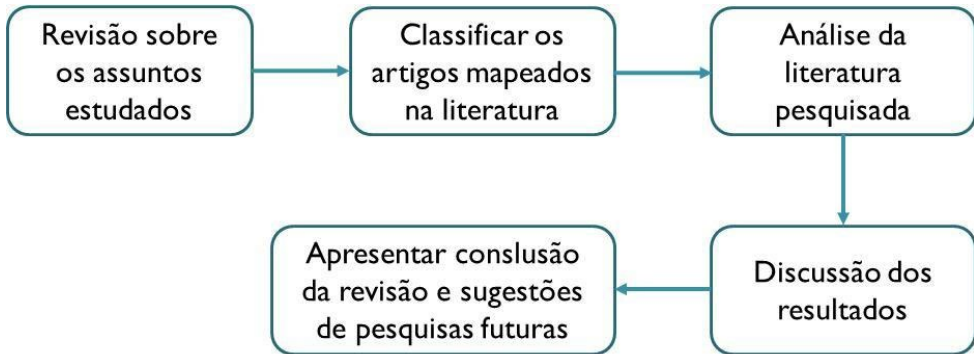 Revisão sobre
os assuntos
estudados
Classificar os
artigos mapeados
na literatura
Análise da
literatura
pesquisada
Discussão dos
resultados
Apresentar conslusão
da revisão e sugestões
de pesquisas futuras